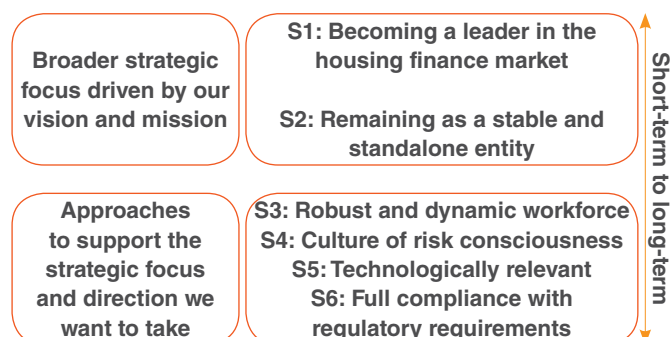 Broader strategic
focus driven by our
vision and mission
S1: Becoming a leader in the
housing finance market
S2: Remaining as a stable and
standalone entity
Approaches
to support the
strategic focus
and direction we
want to take
S3: Robust and dynamic workforce
S4: Culture of risk consciousness
S5: Technologically relevant
S6: Full compliance with
regulatory requirements
Short-term to long-term